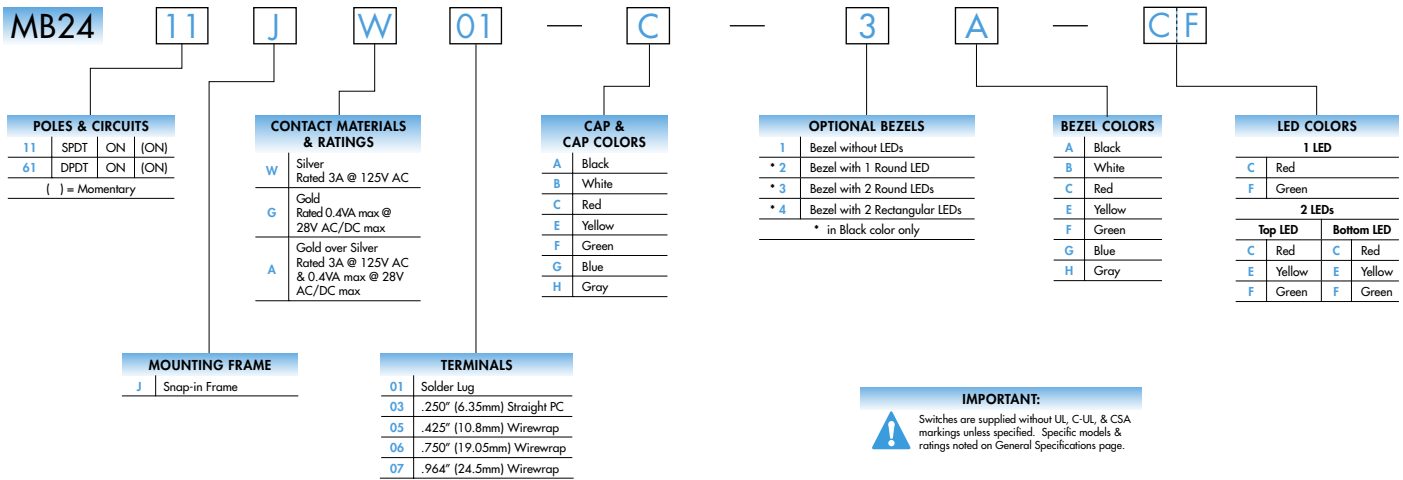 MB24 11 J W 01 — C — 3 A — C F
POLES & CIRCUITS
11 SPDT ON (ON)
61 DPDT ON (ON)
( ) = Momentary
CONTACT MATERIALS
& RATINGS
W Silver
Rated 3A @ 125V AC
G Gold
Rated 0.4VA max @
28V AC/DC max
A Gold over Silver
Rated 3A @ 125V AC
& 0.4VA max @ 28V
AC/DC max
CAP &
CAP COLORS
A Black
B White
C Red
E Yellow
F Green
G Blue
H Gray
OPTIONAL BEZELS
1 Bezel without LEDs
* 2 Bezel with 1 Round LED
* 3 Bezel with 2 Round LEDs
* 4 Bezel with 2 Rectangular LEDs
* in Black color only
BEZEL COLORS
A Black
B White
C Red
E Yellow
F Green
G Blue
H Gray
LED COLORS
1 LED
C Red
F Green
2 LEDs
Top LED Bottom LED
C Red C Red
E Yellow E Yellow
F Green F Green
MOUNTING FRAME
J Snap-in Frame
TERMINALS
01 Solder Lug
03 .250" (6.35mm) Straight PC
05 .425" (10.8mm) Wirewrap
06 .750" (19.05mm) Wirewrap
07 .964" (24.5mm) Wirewrap
IMPORTANT:
Switches are supplied without UL, C-UL, & CSA
markings unless specified. Specific models &
ratings noted on General Specifications page.